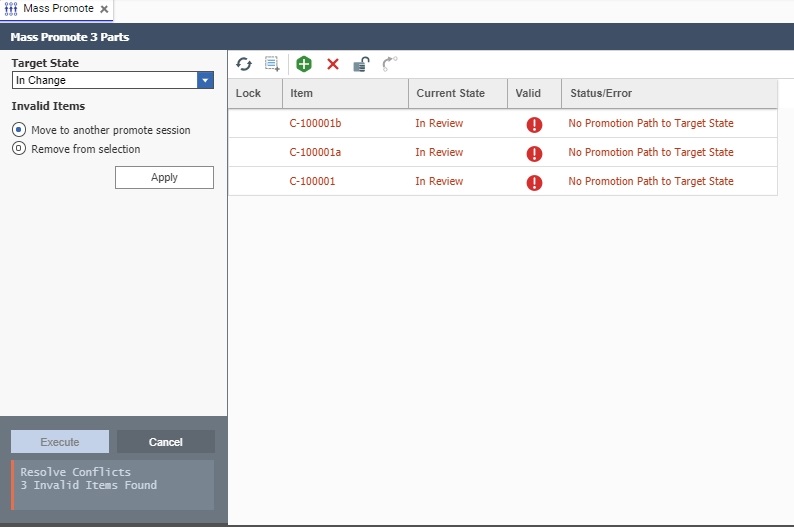 Mass Promote
Mass Promote 3 Parts
Target State
In Change
Invalid Items
Move to another promote session
Remove from selection
Apply
Lock Item Current State Valid Status/Error
C-100001b In Review No Promotion Path to Target State
C-100001a In Review No Promotion Path to Target State
C-100001 In Review No Promotion Path to Target State
Execute Cancel
Resolve Conflicts
3 Invalid Items Found